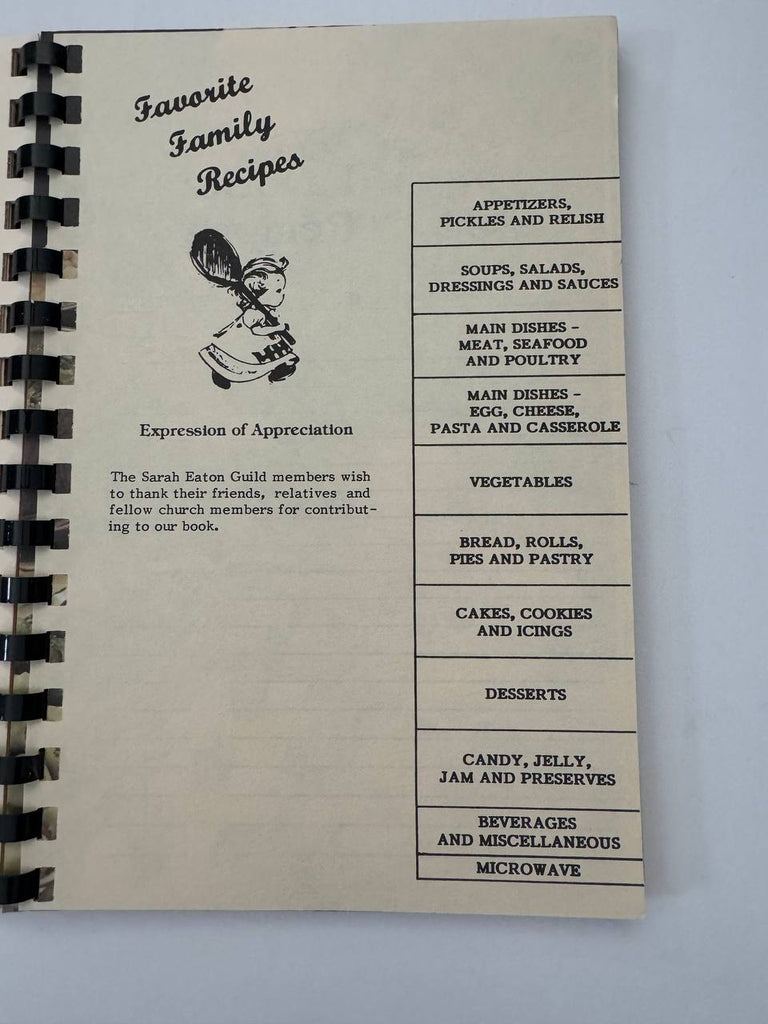 Favorite
Family
Recipes
Expression of Appreciation
The Sarah Eaton Guild members wish
to thank their friends, relatives and
fellow church members for contribut-
ing to our book.
APPETIZERS,
PICKLES AND RELISH
SOUPS, SALADS,
DRESSINGS AND SAUCES
MAIN DISHES -
MEAT, SEAFOOD
AND POULTRY
MAIN DISHES -
EGG, CHEESE,
PASTA AND CASSEROLE
VEGETABLES
BREAD, ROLLS,
PIES AND PASTRY
CAKES, COOKIES
AND ICINGS
DESSERTS
CANDY, JELLY,
JAM AND PRESERVES
BEVERAGES
AND MISCELLANEOUS
MICROWAVE